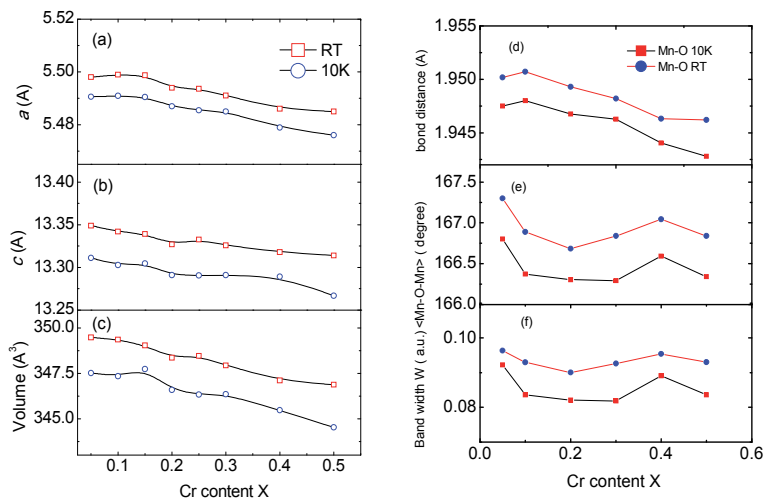 5.52
(a)
RT
10K
5.50
a (A)
5.48
13.40
(b)
13.35
c (A)
13.30
13.25
(c)
350.0
347.5
Volume (A³)
345.0
0.1 0.2 0.3 0.4 0.5
Cr content X
1.955
(d)
Mn-O 10K
Mn-O RT
1.950
bond distance (A)
1.945
167.5
(e)
167.0
166.5
166.0
Band width W ( a.u.) <Mn-O-Mn> ( degree)
(f)
0.10
0.08
0.0 0.2 0.4 0.6
Cr content X